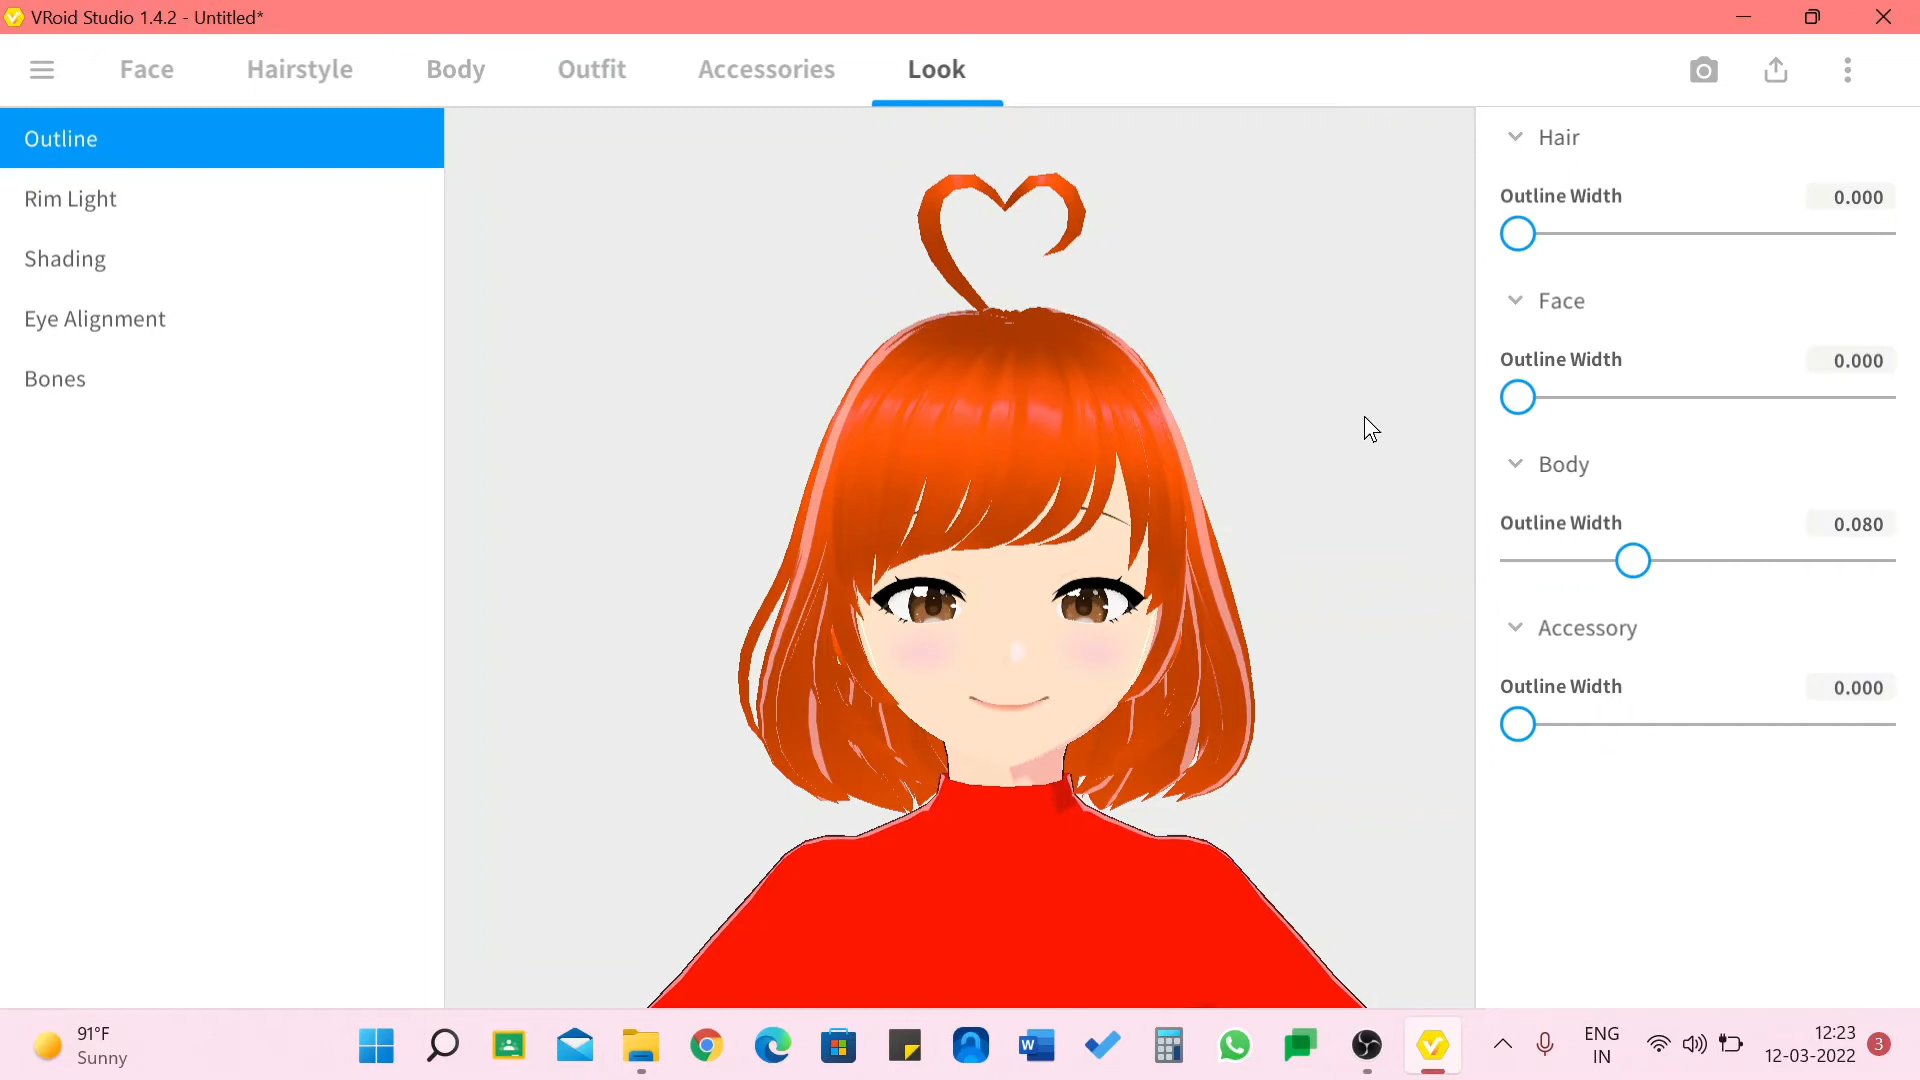 VRoid Studio 1.4.2 - Untitled*
Face Hairstyle Body Outfit Accessories Look
Outline
Rim Light
Shading
Eye Alignment
Bones
Hair
Outline Width 0.000
Face
Outline Width 0.000
Body
Outline Width 0.080
Accessory
Outline Width 0.000
91°F
Sunny
W
ENG
IN
12:23
12-03-2022
3